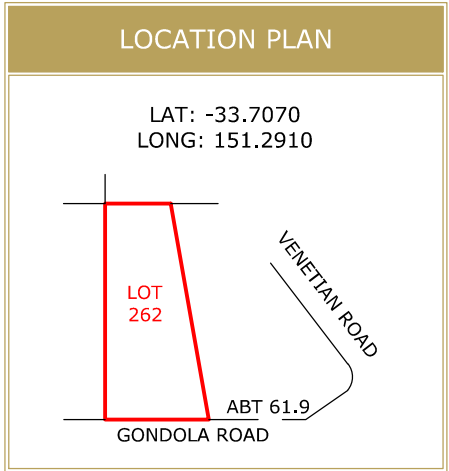 LOCATION PLAN
LAT: -33.7070
LONG: 151.2910
VENETIAN ROAD
LOT
262
ABT 61.9
GONDOLA ROAD